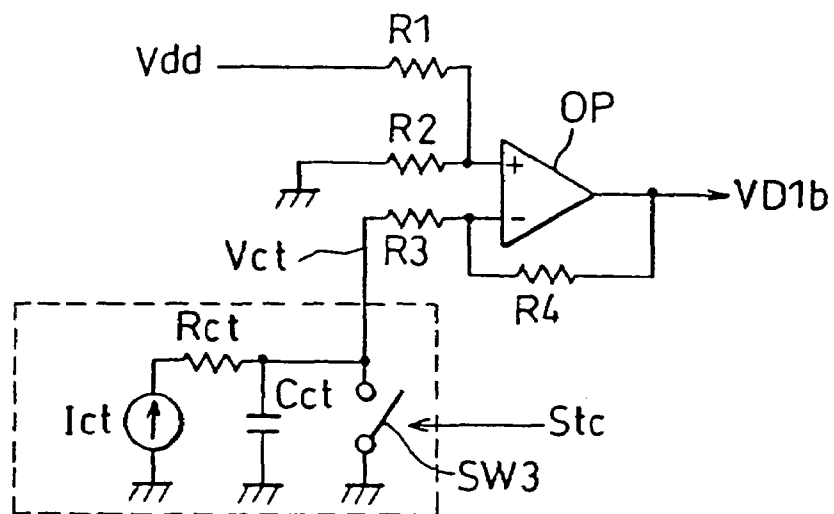 R1
Vdd
OP
R2
+
VD1b
-
R3
Vct
R4
Rct
Cct
Ict
Stc
SW3